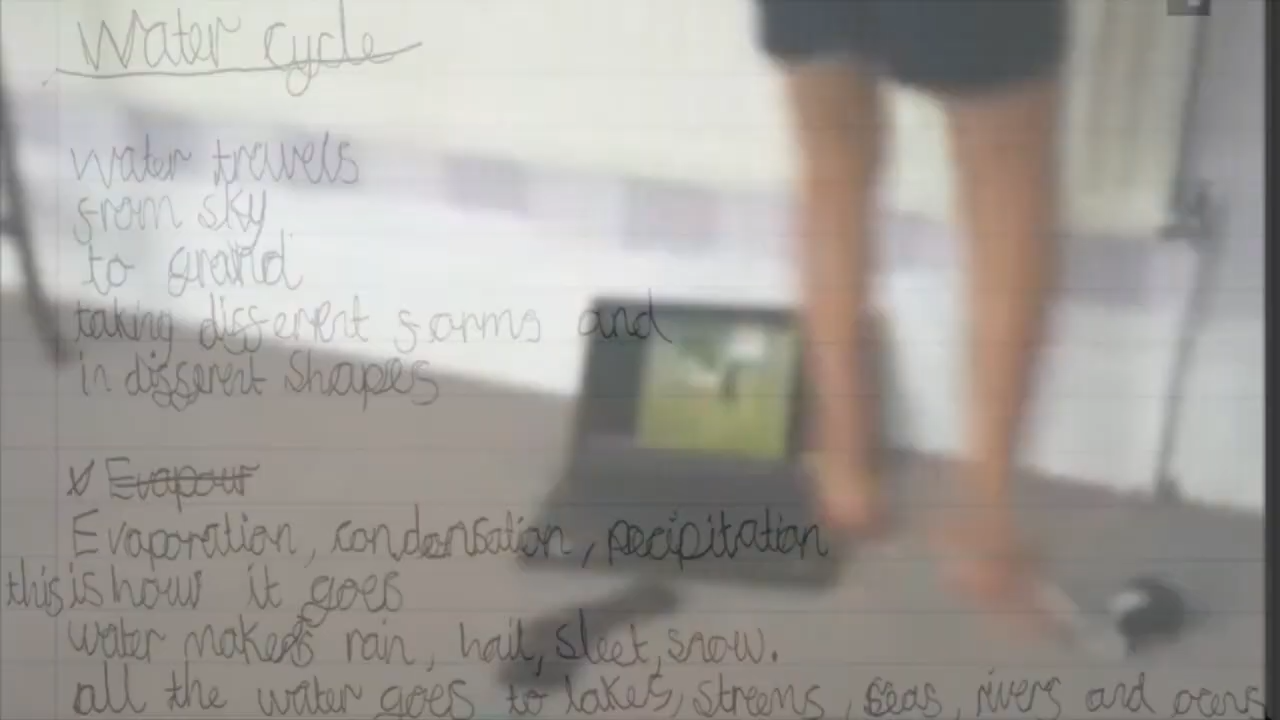 Water cycle
water travels
from sky
to ground
taking different forms and
in different shapes
Evapour
Evaporation, condensation, precipitation
this is how it goes
water makes rain, hail, sleet, snow.
all the water goes to lakes, streems, seas, rivers and ocens